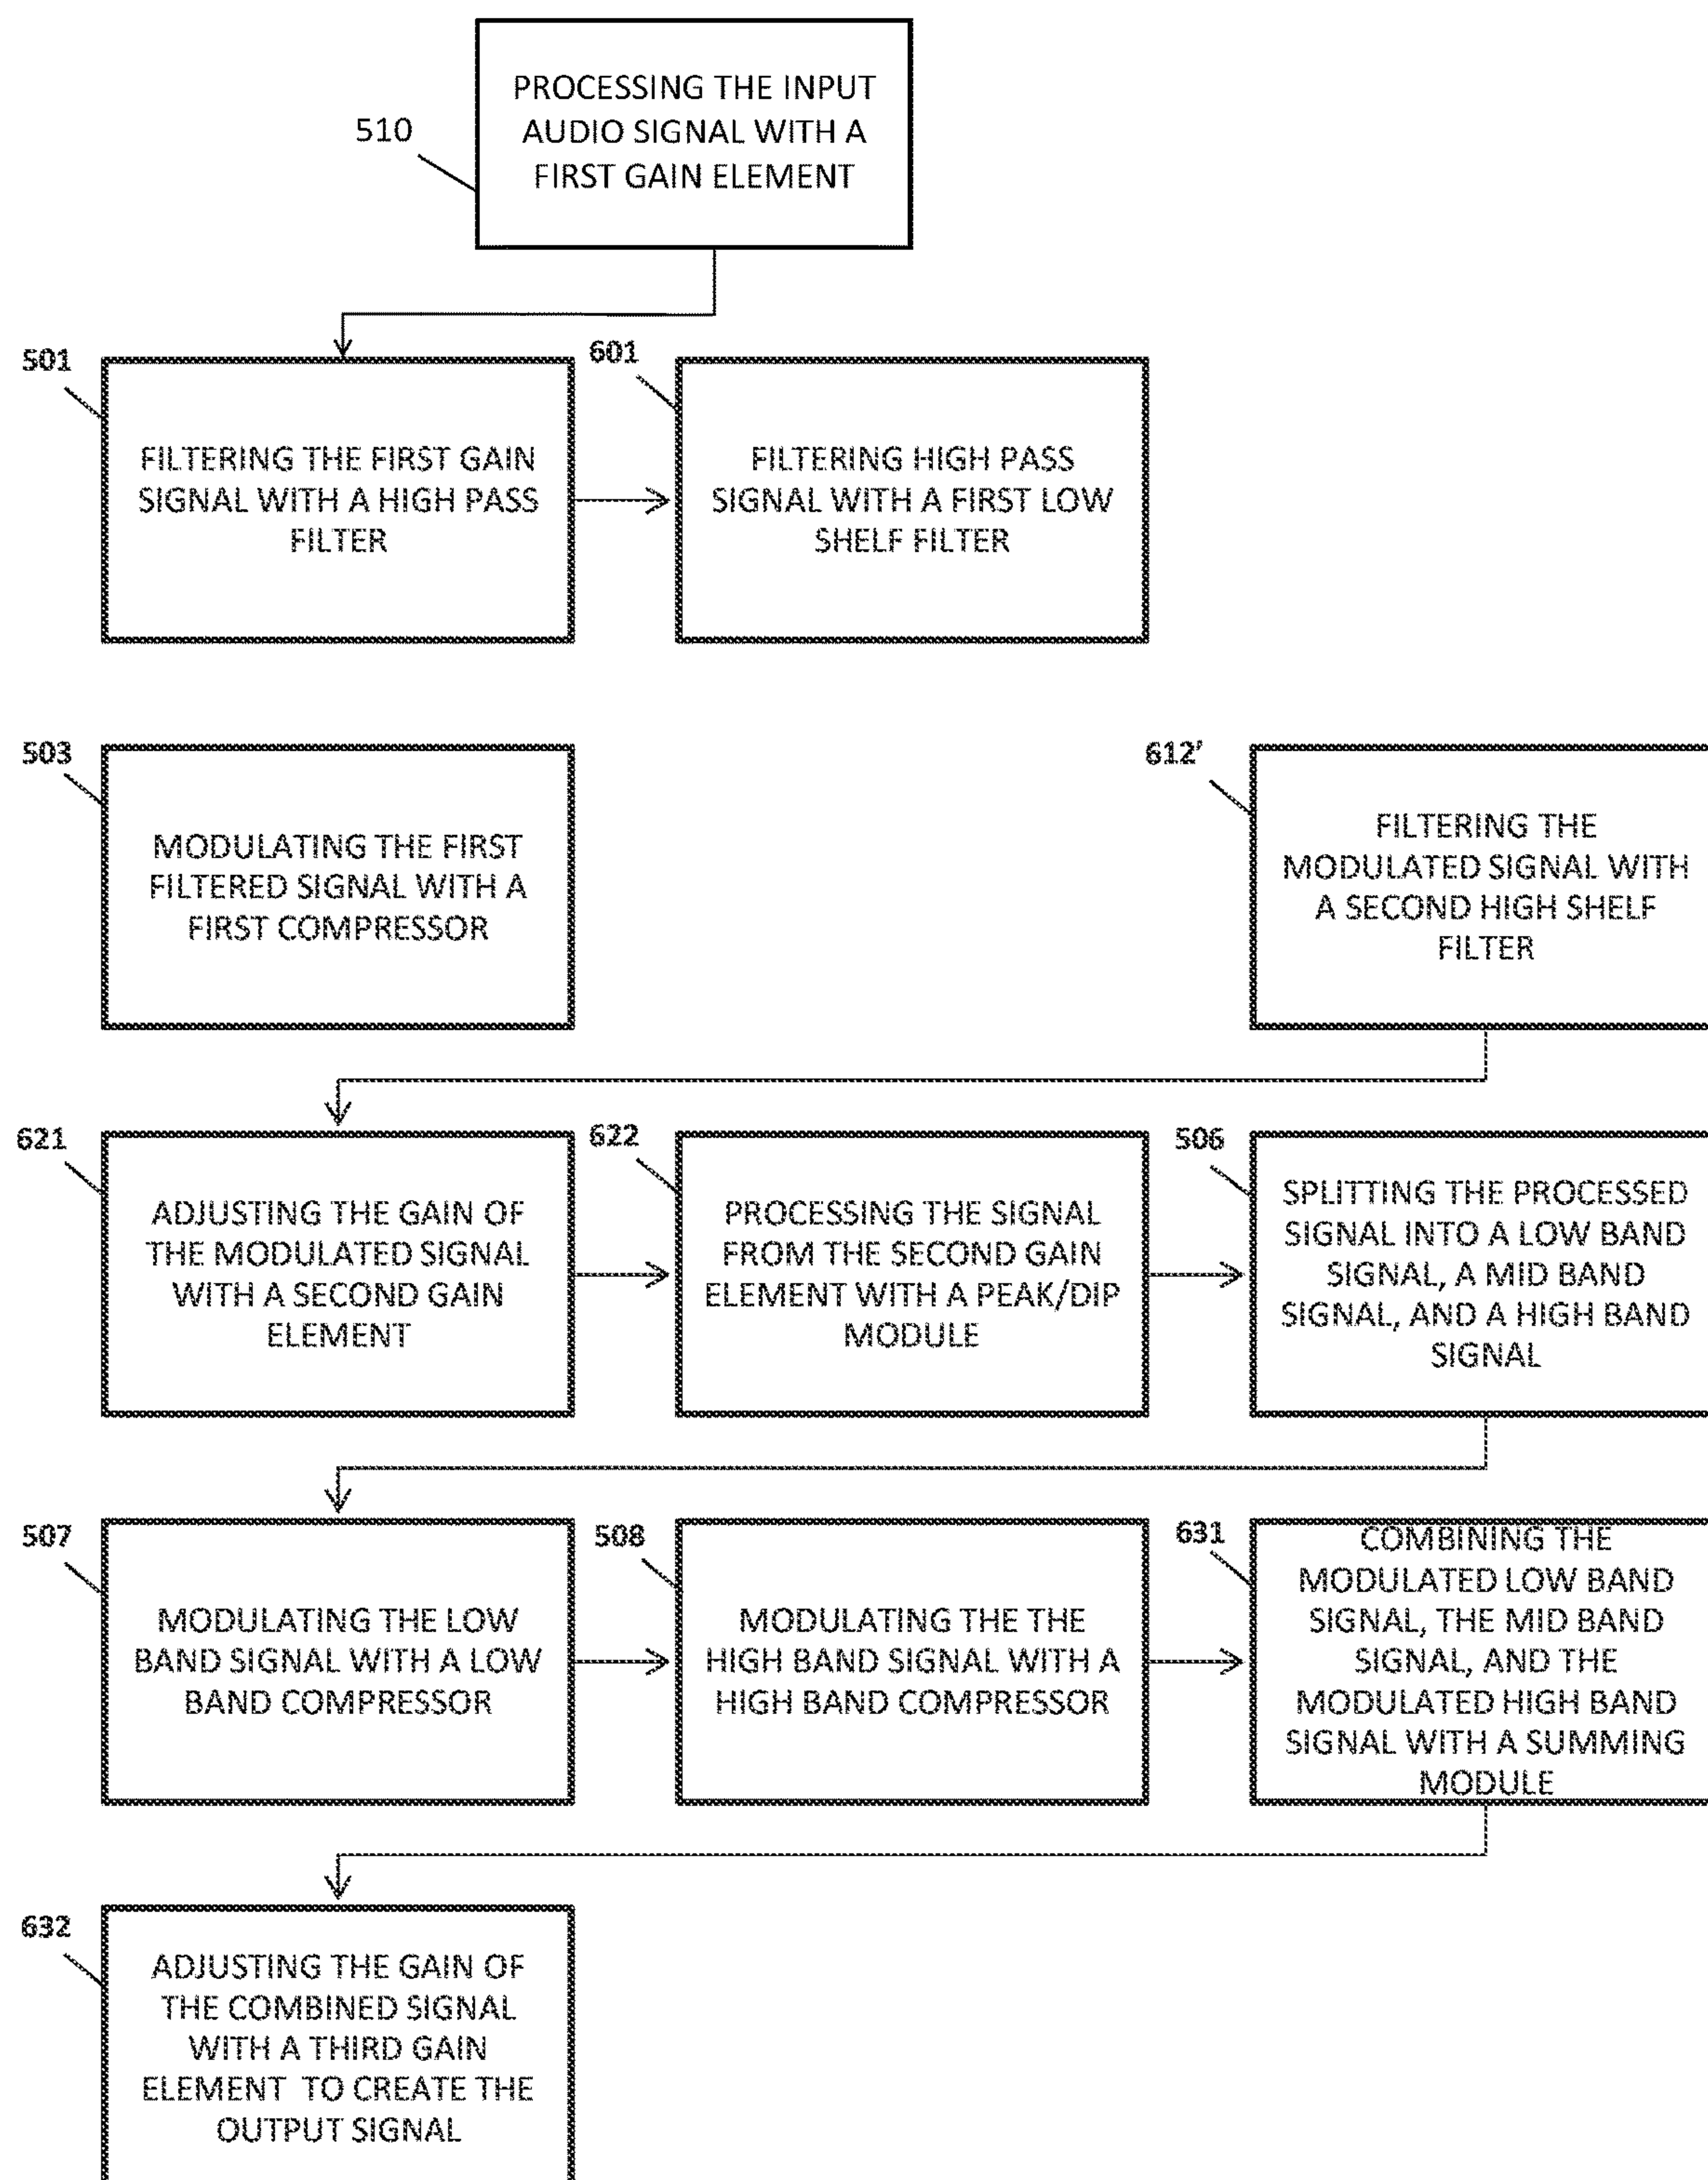 PROCESSING THE INPUT
AUDIO SIGNAL WITH A
FIRST GAIN ELEMENT
510
501
FILTERING THE FIRST GAIN
SIGNAL WITH A HIGH PASS
FILTER
601
FILTERING HIGH PASS
SIGNAL WITH A FIRST LOW
SHELF FILTER
503
MODULATING THE FIRST
FILTERED SIGNAL WITH A
FIRST COMPRESSOR
612'
FILTERING THE
MODULATED SIGNAL WITH
A SECOND HIGH SHELF
FILTER
621
ADJUSTING THE GAIN OF
THE MODULATED SIGNAL
WITH A SECOND GAIN
ELEMENT
622
PROCESSING THE SIGNAL
FROM THE SECOND GAIN
ELEMENT WITH A PEAK/DIP
MODULE
506
SPLITTING THE PROCESSED
SIGNAL INTO A LOW BAND
SIGNAL, A MID BAND
SIGNAL, AND A HIGH BAND
SIGNAL
507
MODULATING THE LOW
BAND SIGNAL WITH A LOW
BAND COMPRESSOR
508
MODULATING THE THE
HIGH BAND SIGNAL WITH A
HIGH BAND COMPRESSOR
631
COMBINING THE
MODULATED LOW BAND
SIGNAL, THE MID BAND
SIGNAL, AND THE
MODULATED HIGH BAND
SIGNAL WITH A SUMMING
MODULE
632
ADJUSTING THE GAIN OF
THE COMBINED SIGNAL
WITH A THIRD GAIN
ELEMENT TO CREATE THE
OUTPUT SIGNAL